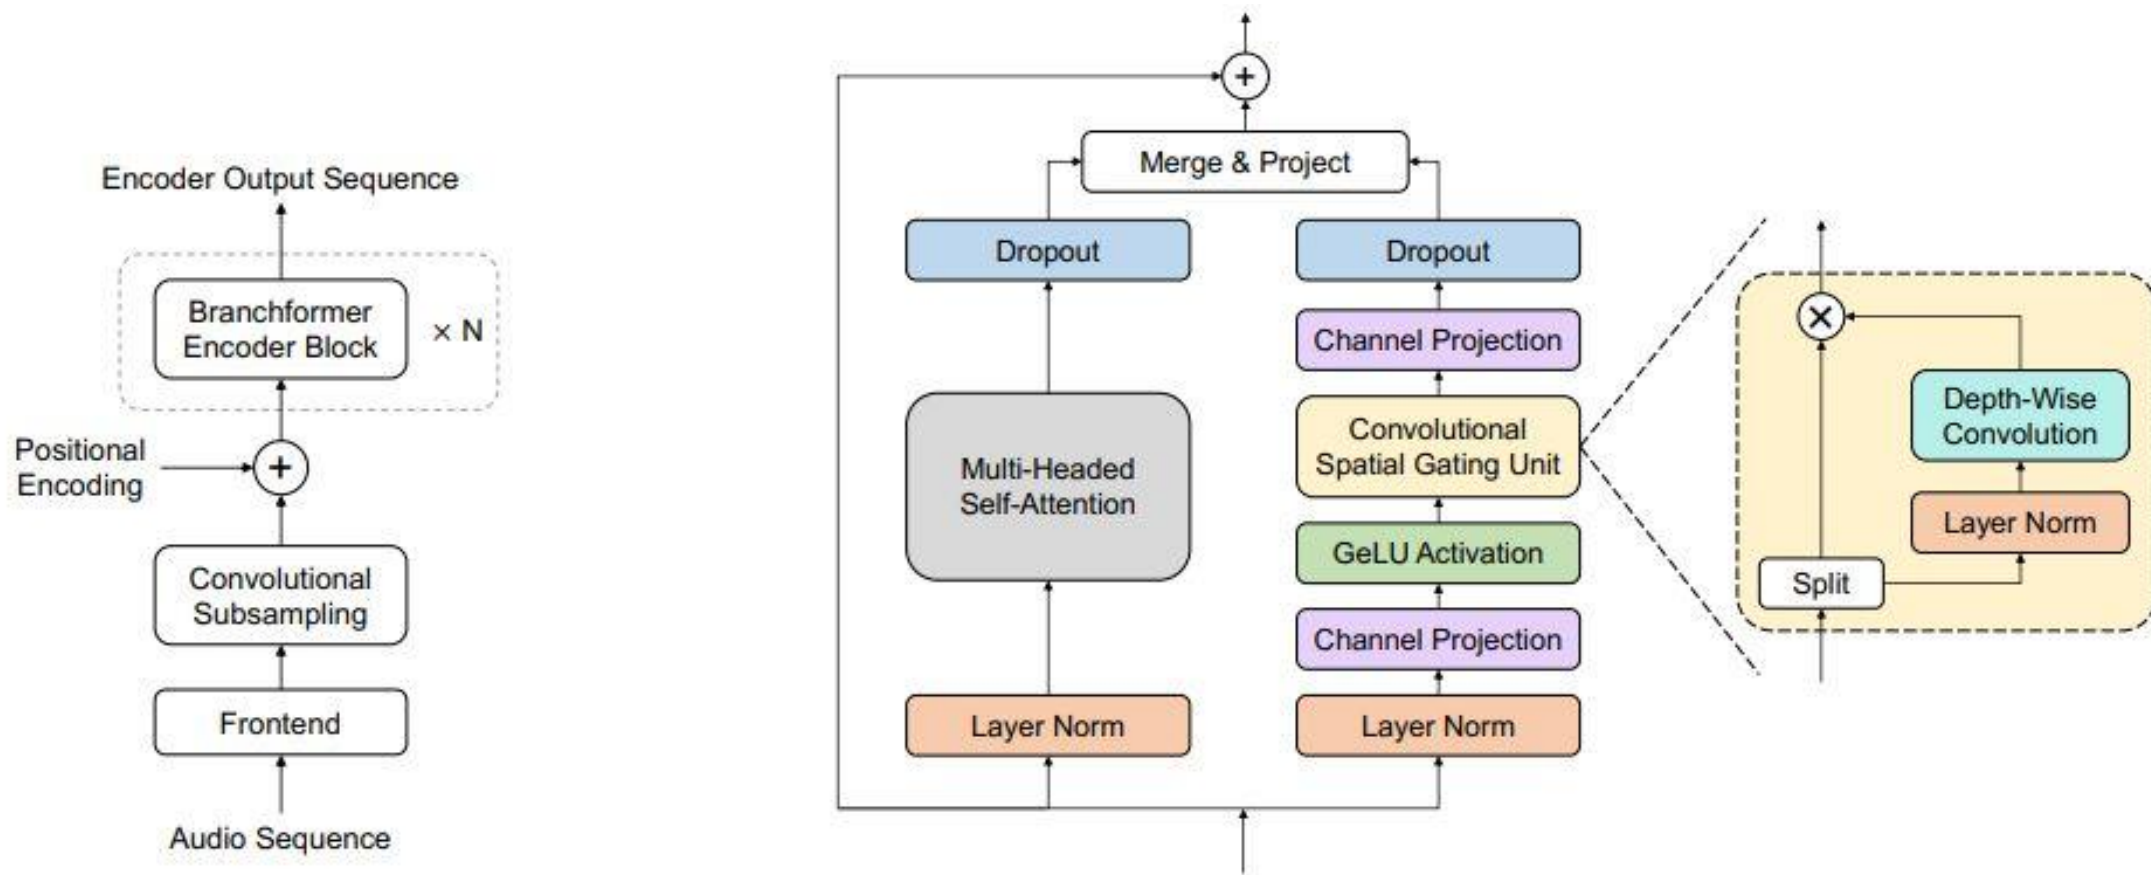 Encoder Output Sequence
Branchformer
Encoder Block
× N
Positional
Encoding
+
Convolutional
Subsampling
Frontend
Audio Sequence
+
Merge & Project
Dropout
Multi-Headed
Self-Attention
Layer Norm
Dropout
Channel Projection
Convolutional
Spatial Gating Unit
GeLU Activation
Channel Projection
Layer Norm
×
Depth-Wise
Convolution
Layer Norm
Split